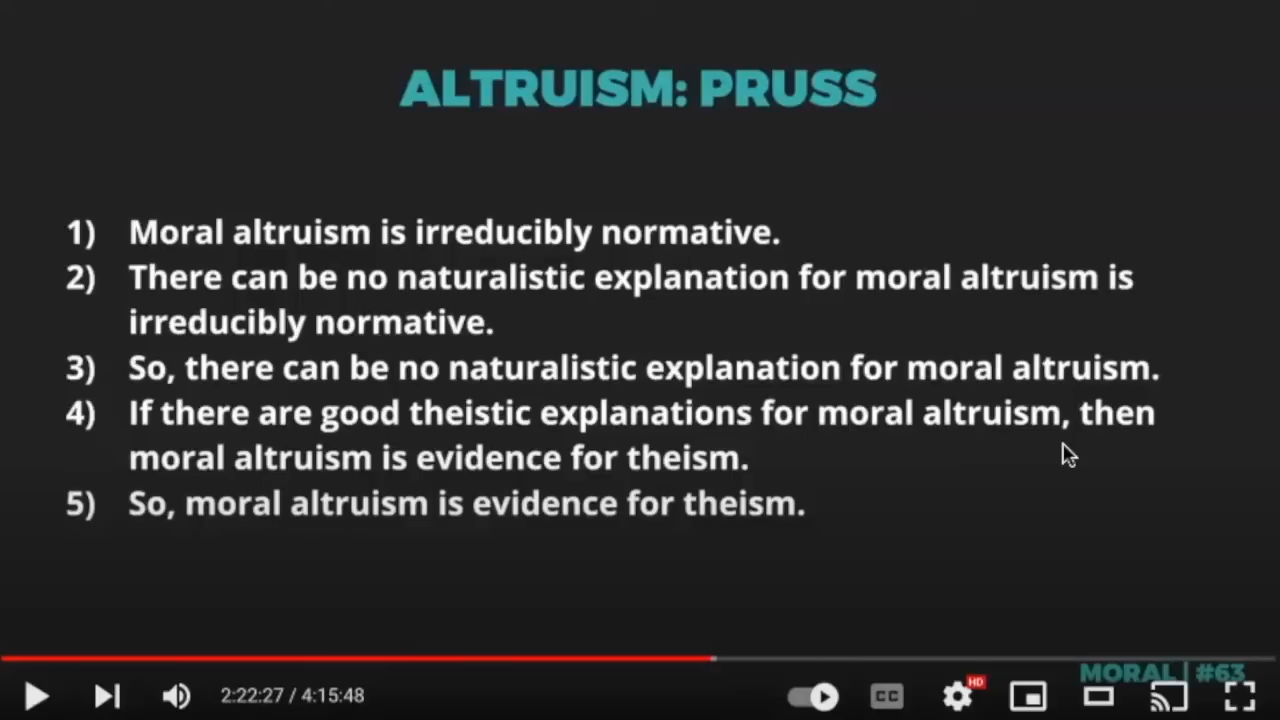 ALTRUISM: PRUSS
1) Moral altruism is irreducibly normative.
2) There can be no naturalistic explanation for moral altruism is
irreducibly normative.
3) So, there can be no naturalistic explanation for moral altruism.
4) If there are good theistic explanations for moral altruism, then
moral altruism is evidence for theism.
5) So, moral altruism is evidence for theism.
MORAL | #63
HD
2:22:27 / 4:15:48
CC